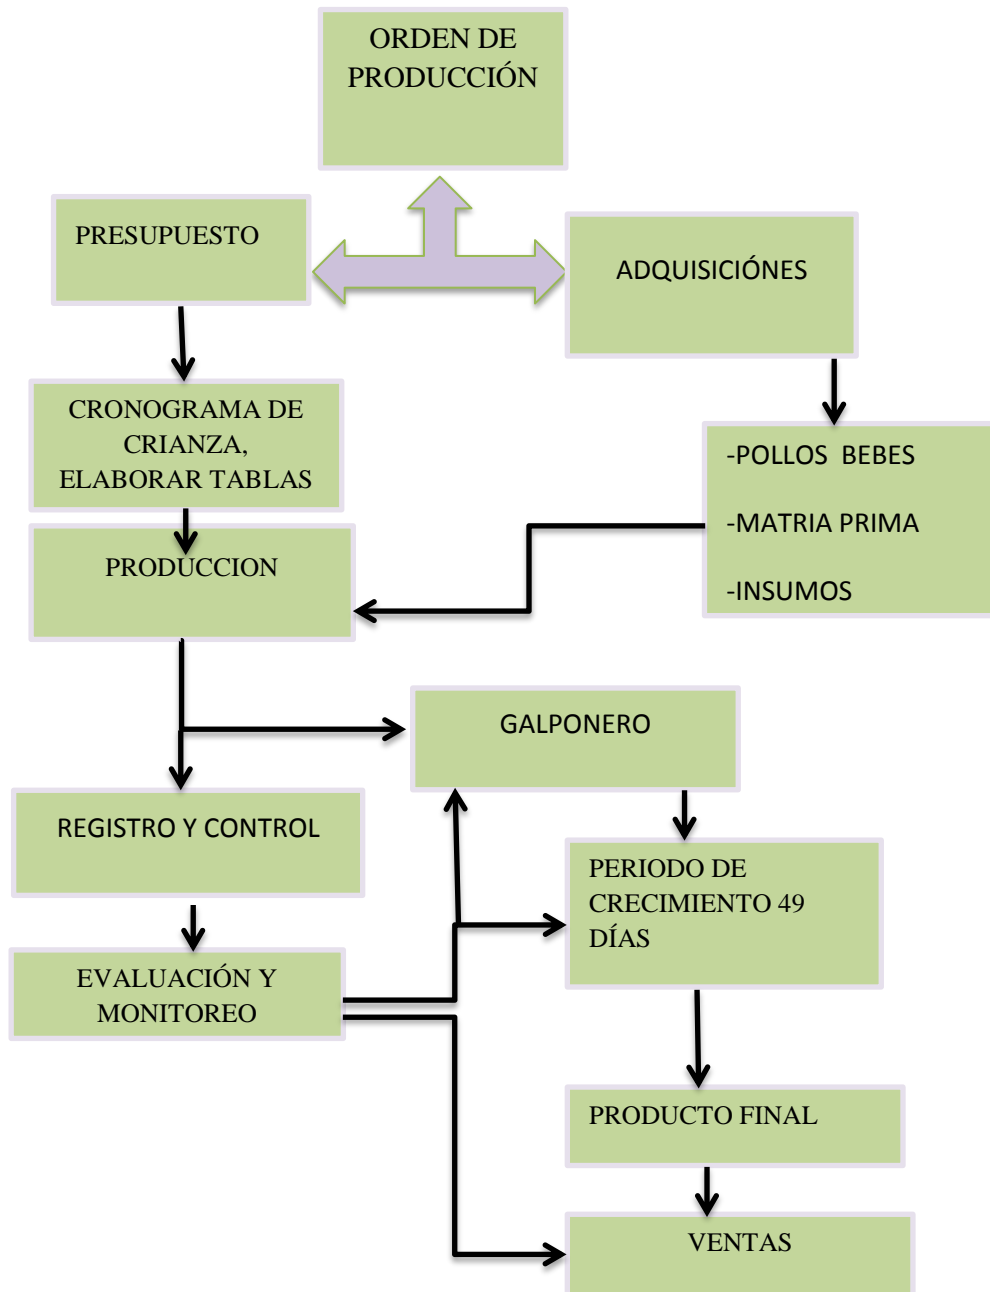 ORDEN DE
PRODUCCIÓN
PRESUPUESTO
ADQUISICIÓNES
CRONOGRAMA DE
CRIANZA,
ELABORAR TABLAS
-POLLOS BEBES
-MATRIA PRIMA
-INSUMOS
PRODUCCION
GALPONERO
REGISTRO Y CONTROL
PERIODO DE
CRECIMIENTO 49
DÍAS
EVALUACIÓN Y
MONITOREO
PRODUCTO FINAL
VENTAS